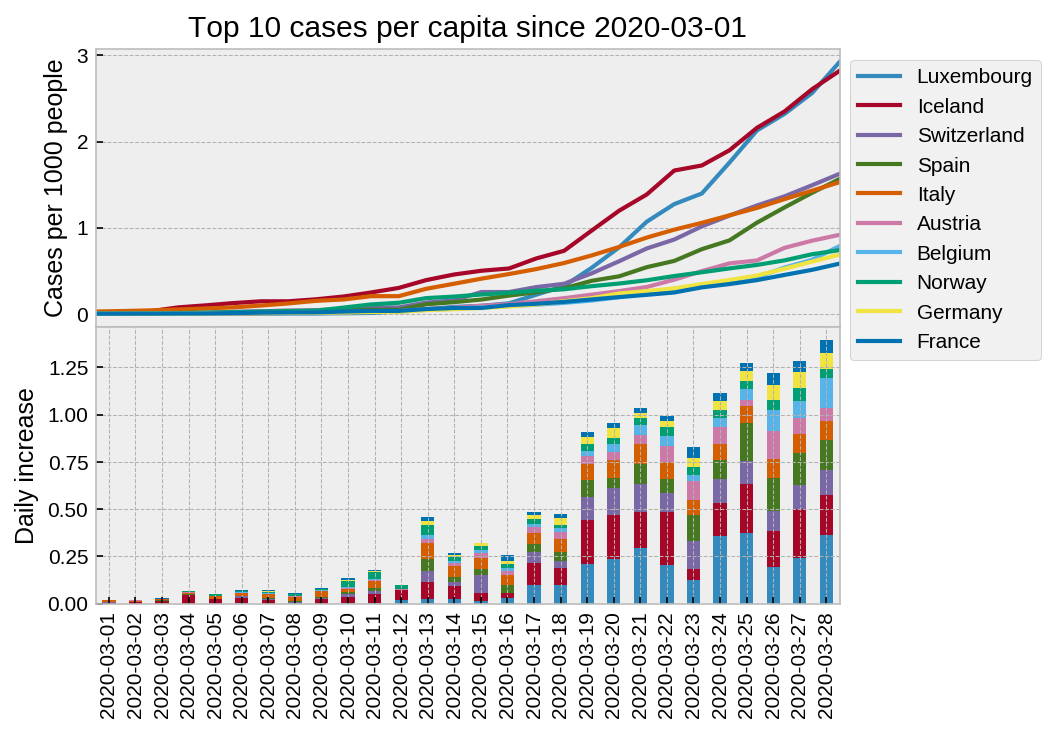 Top 10 cases per capita since 2020-03-01
Cases per 1000 people
3
2
1
0
Luxembourg
Iceland
Switzerland
Spain
Italy
Austria
Belgium
Norway
Germany
France
Daily increase
1.25
1.00
0.75
0.50
0.25
0.00
2020-03-01
2020-03-02
2020-03-03
2020-03-04
2020-03-05
2020-03-06
2020-03-07
2020-03-08
2020-03-09
2020-03-10
2020-03-11
2020-03-12
2020-03-13
2020-03-14
2020-03-15
2020-03-16
2020-03-17
2020-03-18
2020-03-19
2020-03-20
2020-03-21
2020-03-22
2020-03-23
2020-03-24
2020-03-25
2020-03-26
2020-03-27
2020-03-28